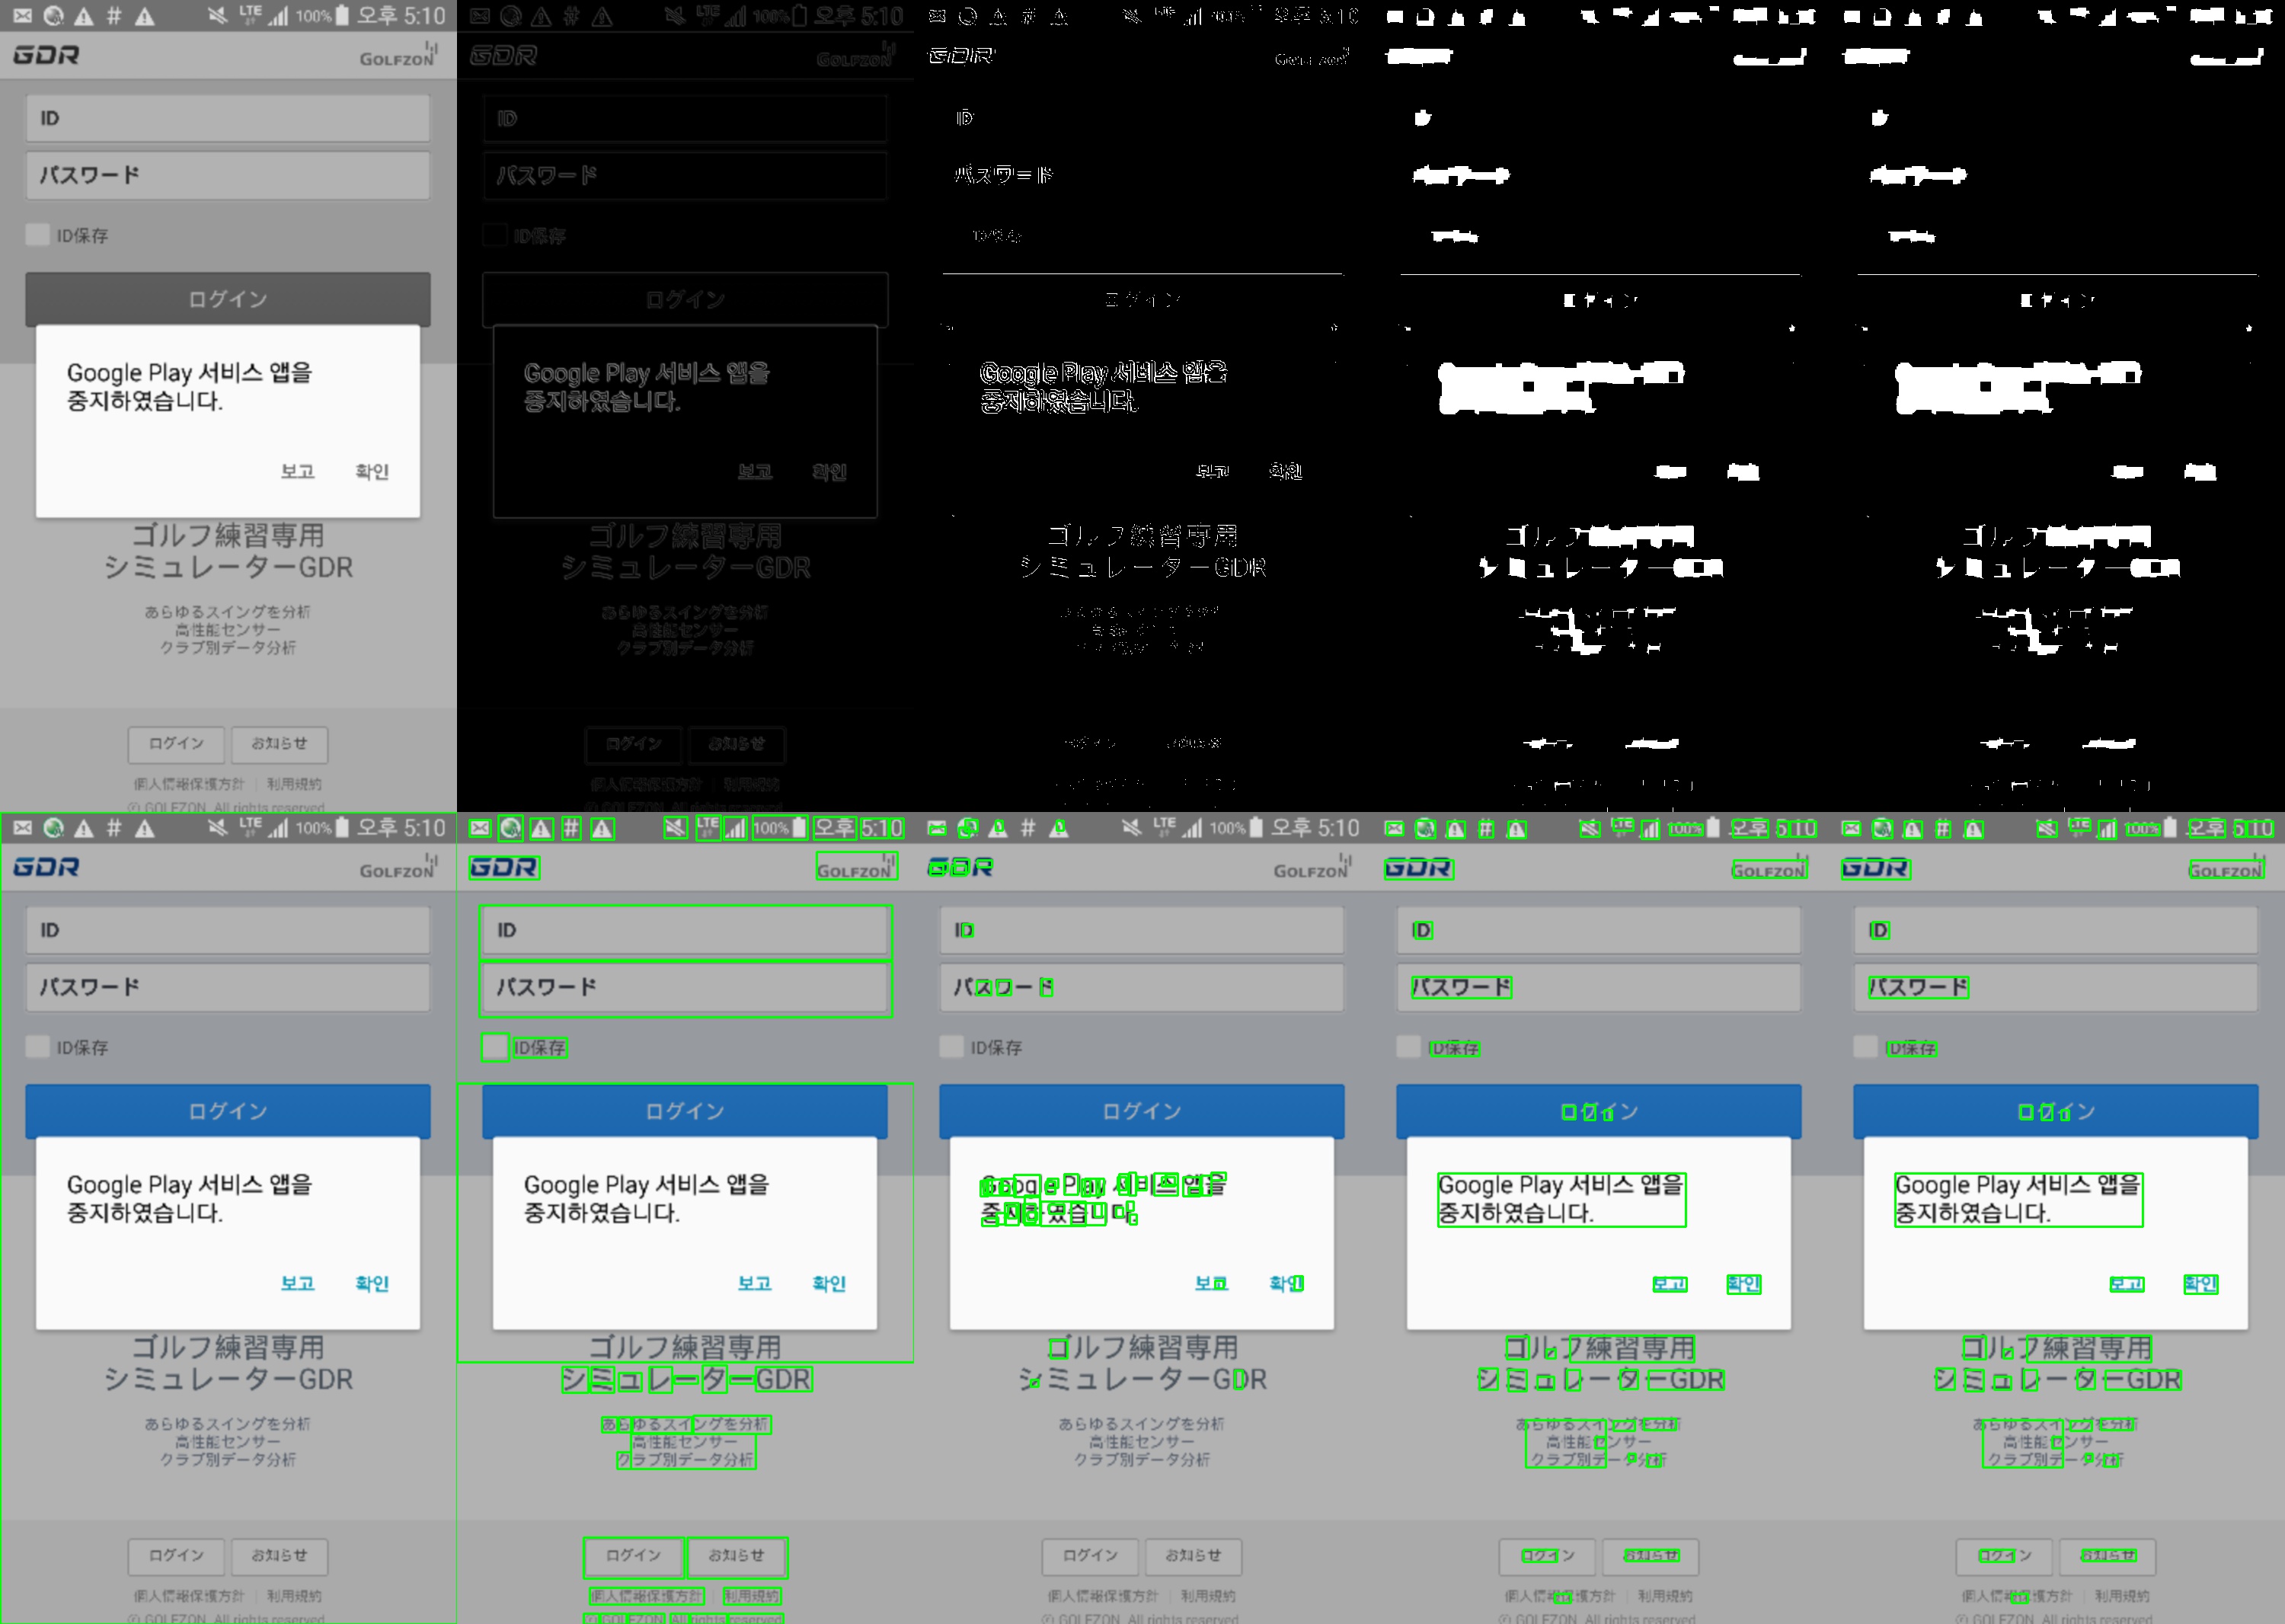 LTE 100% 오후 5:10
GDR GOLFZON
ID
パスワード
ID保存
ログイン
Google Play 서비스 앱을
중지하였습니다.
보고 확인
ゴルフ練習専用
シミュレーターGDR
あらゆるスイングを分析
高性能センサー
クラブ別データ分析
ログイン お知らせ
個人情報保護方針 | 利用規約
© GOLFZON. All rights reserved
LTE 100% 오후 5:10
GDR GOLFZON
ID
パスワード
ID保存
ログイン
Google Play 서비스 앱을
중지하였습니다.
보고 확인
ゴルフ練習専用
シミュレーターGDR
あらゆるスイングを分析
高性能センサー
クラブ別データ分析
ログイン お知らせ
個人情報保護方針 利用規約
© GOLFZON. All rights reserved
GDR
ID
パスワード
Google Play 서비스 앱을
중지하였습니다.
보고 확인
ゴルフ練習専用
シミュレーターGDR
LTE 100% 오후 5:10
GDR GOLFZON
ID
パスワード
ID保存
ログイン
Google Play 서비스 앱을
중지하였습니다.
보고 확인
ゴルフ練習専用
シミュレーターGDR
あらゆるスイングを分析
高性能センサー
クラブ別データ分析
ログイン お知らせ
個人情報保護方針 | 利用規約
© GOLFZON. All rights reserved
LTE 100% 오후 5:10
GDR GOLFZON
ID
パスワード
ID保存
ログイン
Google Play 서비스 앱을
중지하였습니다.
보고 확인
ゴルフ練習専用
シミュレーターGDR
あらゆるスイングを分析
高性能センサー
クラブ別データ分析
ログイン お知らせ
個人情報保護方針 | 利用規約
© GOLFZON. All rights reserved
LTE 100% 오후 5:10
GDR GOLFZON
ID
パスワード
ID保存
ログイン
Google Play 서비스 앱을
중지하였습니다.
보고 확인
ゴルフ練習専用
シミュレーターGDR
あらゆるスイングを分析
高性能センサー
クラブ別データ分析
ログイン お知らせ
個人情報保護方針 | 利用規約
© GOLFZON. All rights reserved
LTE 100% 오후 5:10
GDR GOLFZON
ID
パスワード
ID保存
ログイン
Google Play 서비스 앱을
중지하였습니다.
보고 확인
ゴルフ練習専用
シミュレーターGDR
あらゆるスイングを分析
高性能センサー
クラブ別データ分析
ログイン お知らせ
個人情報保護方針 | 利用規約
© GOLFZON. All rights reserved
LTE 100% 오후 5:10
GDR GOLFZON
ID
パスワード
ID保存
ログイン
Google Play 서비스 앱을
중지하였습니다.
보고 확인
ゴルフ練習専用
シミュレーターGDR
あらゆるスイングを分析
高性能センサー
クラブ別データ分析
ログイン お知らせ
個人情報保護方針 | 利用規約
© GOLFZON. All rights reserved